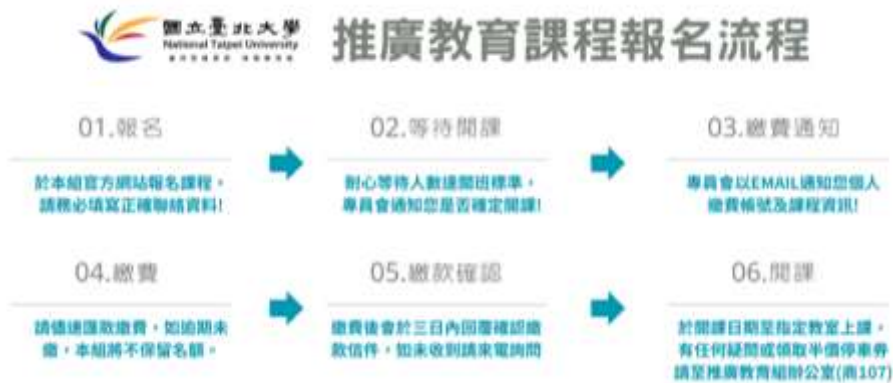 國立臺北大學
National Taipei University
推廣教育課程報名流程
01.報名
於本組官方網站報名課程，
請務必填寫正確聯絡資料!
02.等待開課
耐心等待人數達開班標準，
專員會通知您是否確定開課!
03.繳費通知
專員會以EMAIL通知您個人
繳費帳號及課程資訊!
04.繳費
請儘速匯款繳費，如逾期未
繳，本組將不保留名額。
05.繳款確認
繳費後會於三日內回覆確認繳
款信件，如未收到請來電詢問
06.開課
於開課日期至指定教室上課，
有任何疑問或領取半價停車券
請至推廣教育組辦公室(商107)